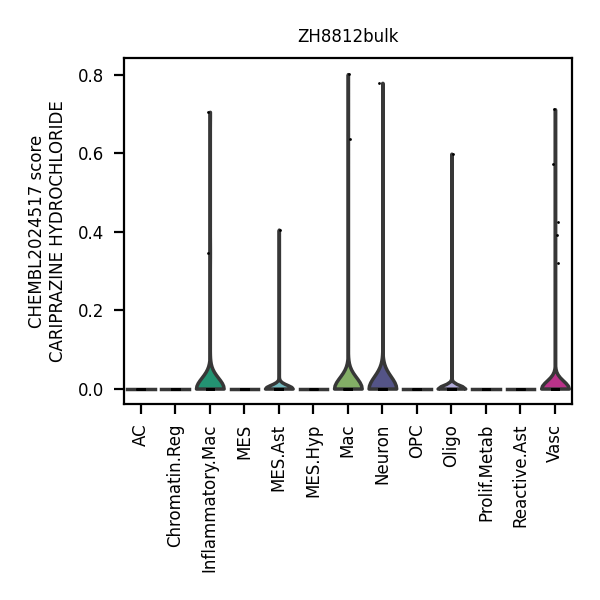 ZH8812bulk
CHEMBL2024517 score
CARIPRAZINE HYDROCHLORIDE
0.8
0.6
0.4
0.2
0.0
AC
Chromatin.Reg
Inflammatory.Mac
MES
MES.Ast
MES.Hyp
Mac
Neuron
OPC
Oligo
Prolif.Metab
Reactive.Ast
Vasc